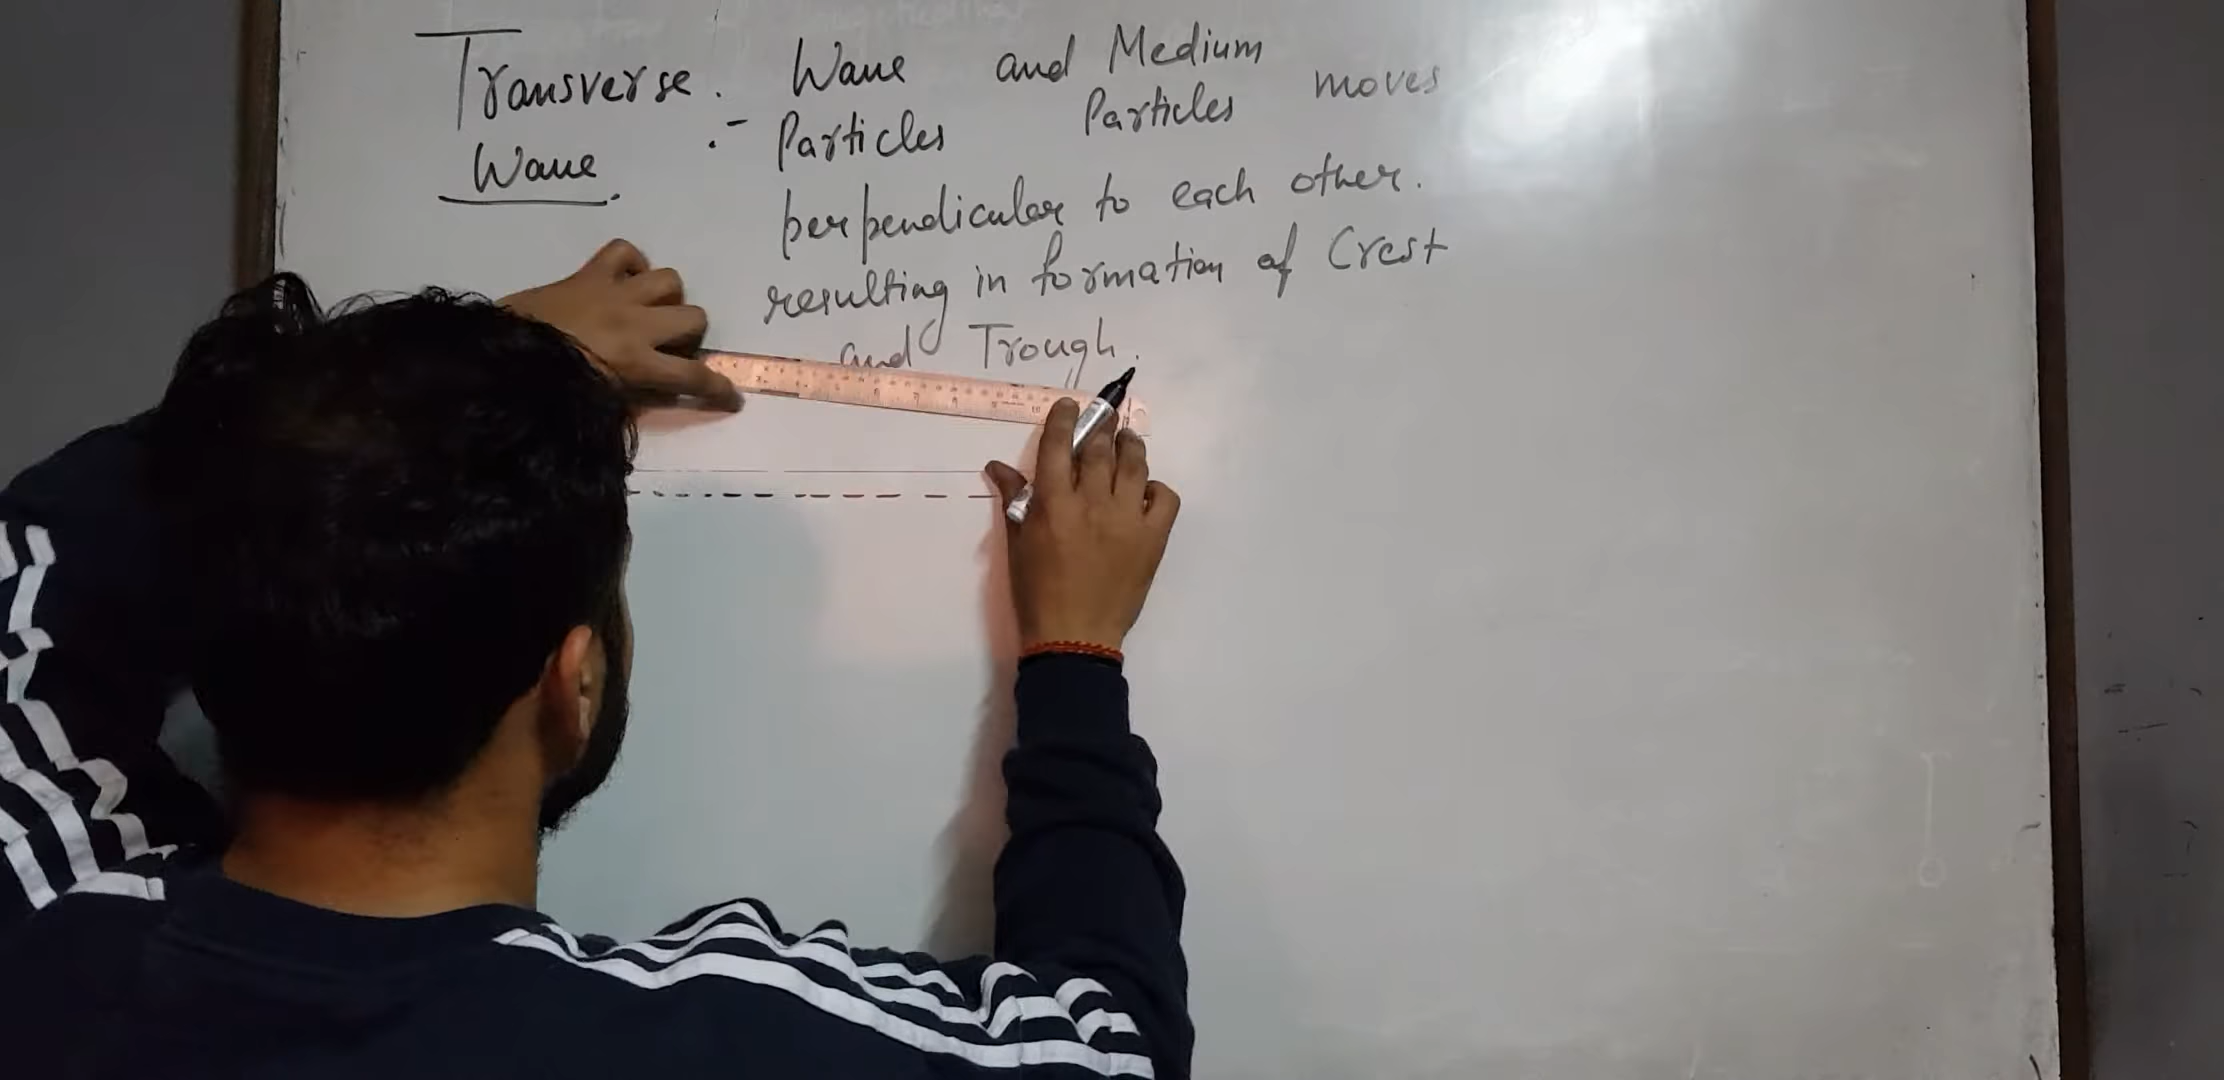 Transverse Wave :- Wave Particles and Medium Particles moves
perpendicular to each other.
resulting in formation of Crest
and Trough.